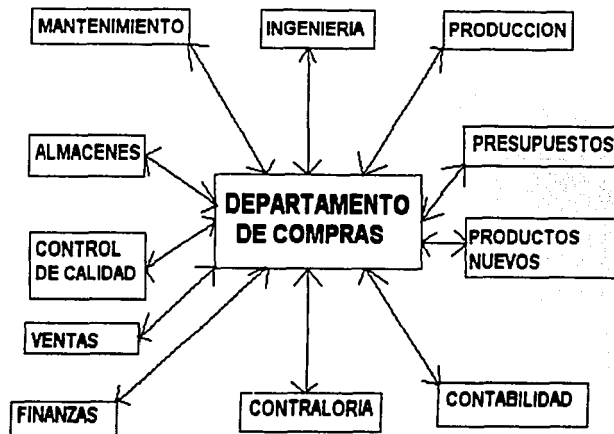 MANTENIMIENTO
INGENIERIA
PRODUCCION
ALMACENES
PRESUPUESTOS
DEPARTAMENTO
DE COMPRAS
CONTROL
DE CALIDAD
PRODUCTOS
NUEVOS
VENTAS
FINANZAS
CONTRALORIA
CONTABILIDAD